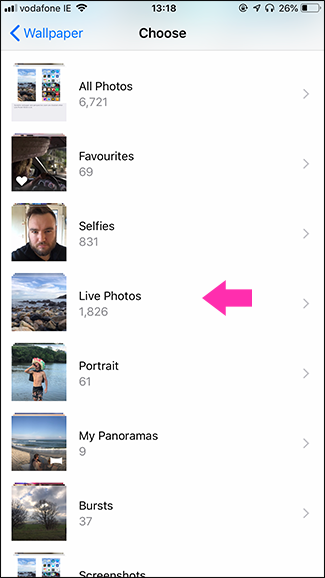 vodafone IE 13:18 26%
Wallpaper Choose
All Photos
6,721
Favourites
69
Selfies
831
Live Photos
1,826
Portrait
61
My Panoramas
9
Bursts
37
Screenshots